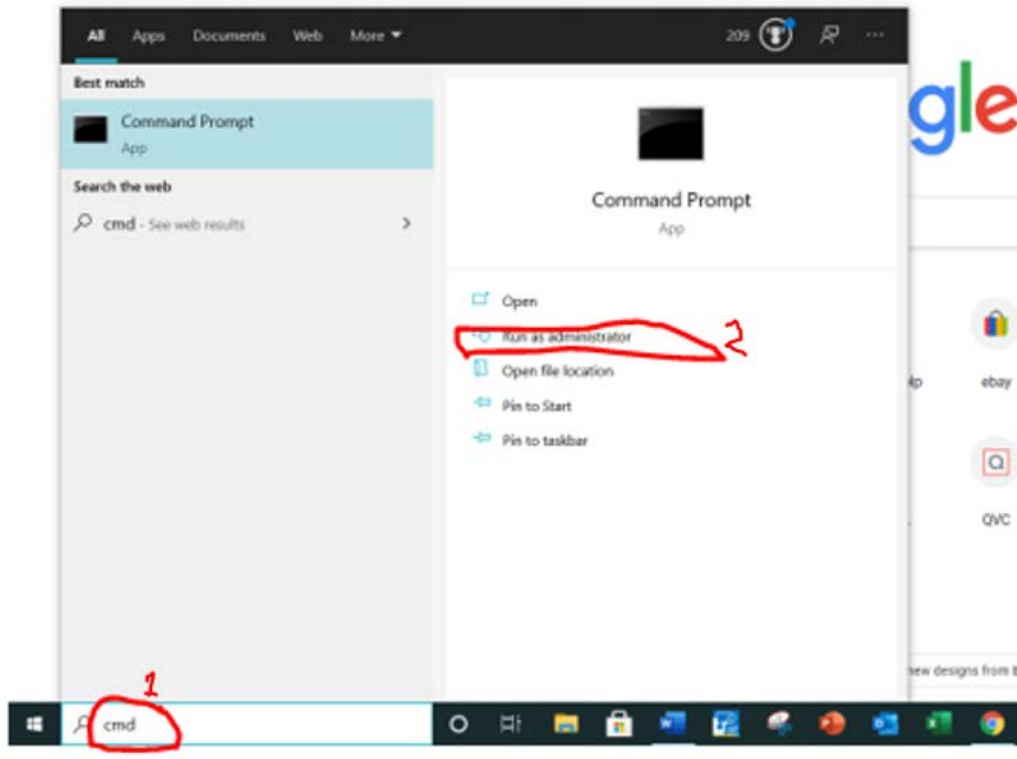 All Apps Documents Web More 209 ...
Best match
Command Prompt
App
Search the web
cmd - See web results
Command Prompt
App
Open
Run as administrator
2
Open file location
Pin to Start
Pin to taskbar
gle
ebay
QVC
new designs from
1
cmd